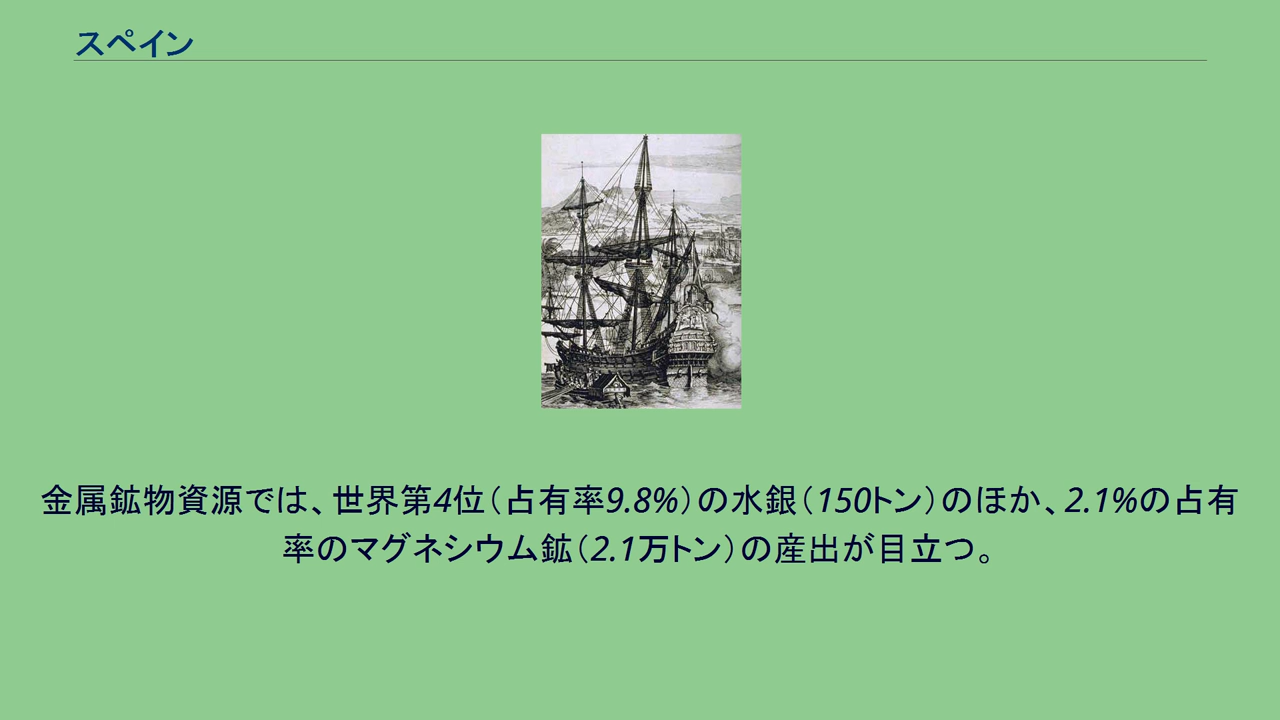 スペイン
金属鉱物資源では、世界第4位（占有率9.8%）の水銀（150トン）のほか、2.1%の占有
率のマグネシウム鉱（2.1万トン）の産出が目立つ。